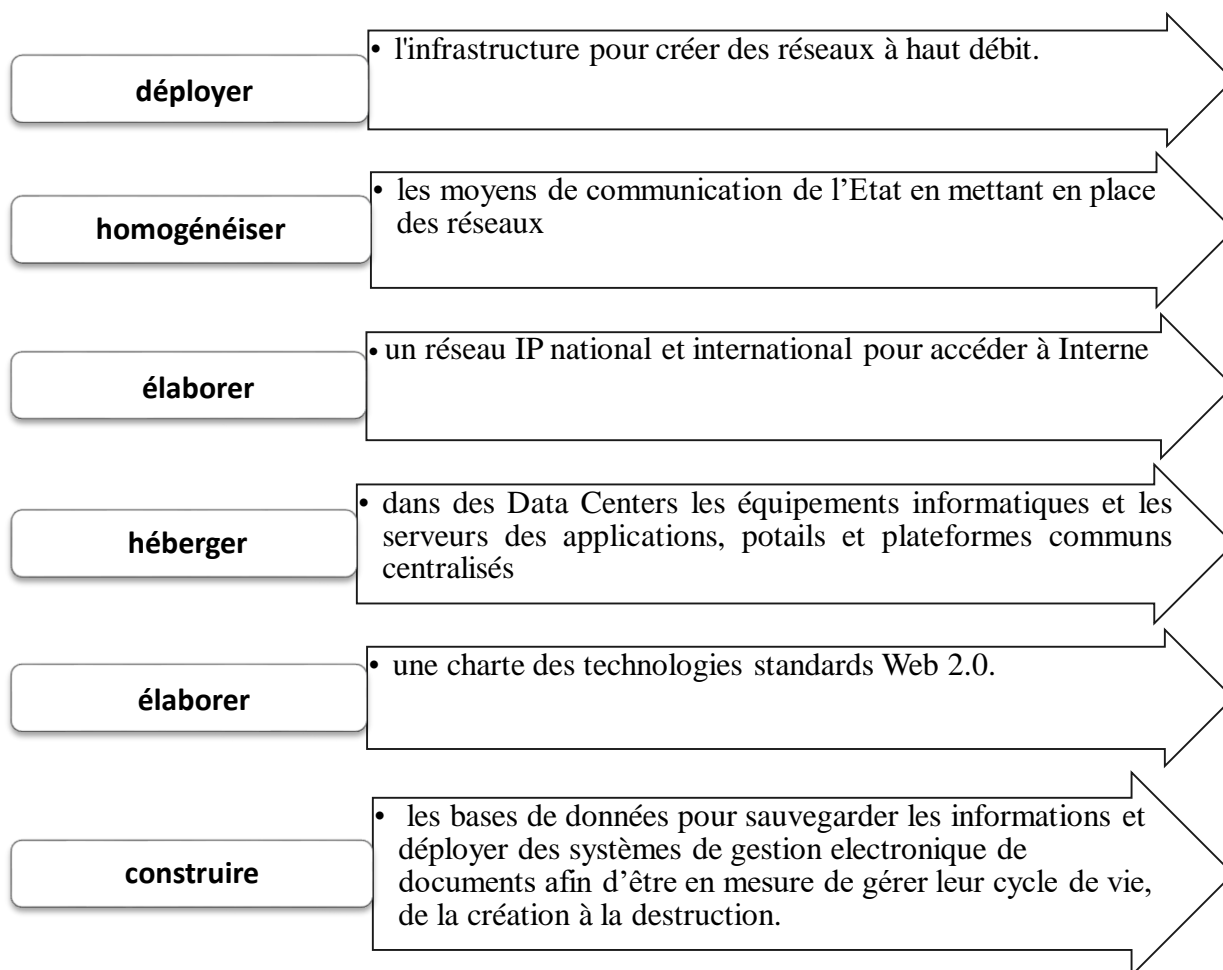 déployer
• l'infrastructure pour créer des réseaux à haut débit.
homogénéiser
• les moyens de communication de l’Etat en mettant en place
des réseaux
élaborer
• un réseau IP national et international pour accéder à Interne
héberger
• dans des Data Centers les équipements informatiques et les
serveurs des applications, potails et plateformes communs
centralisés
élaborer
• une charte des technologies standards Web 2.0.
construire
• les bases de données pour sauvegarder les informations et
déployer des systèmes de gestion electronique de
documents afin d’être en mesure de gérer leur cycle de vie,
de la création à la destruction.